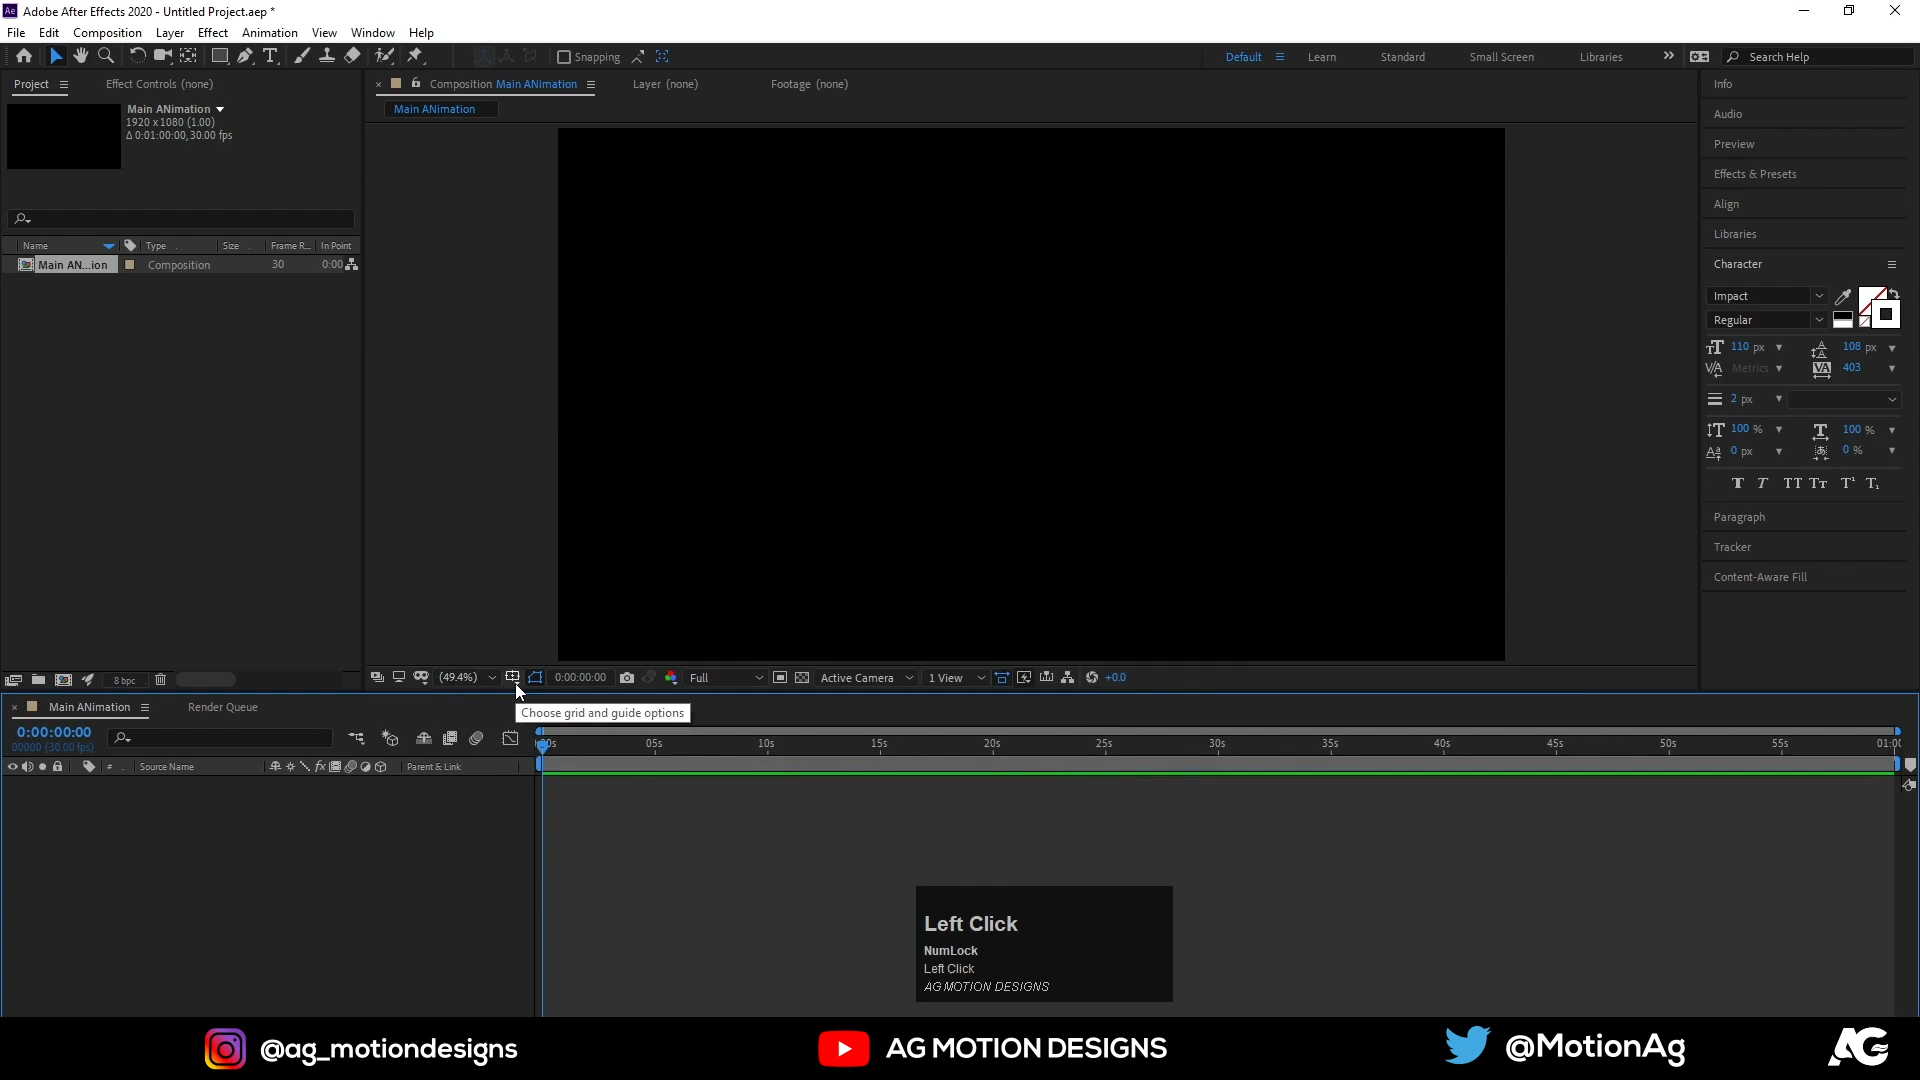 Ae Adobe After Effects 2020 - Untitled Project.aep *
File Edit Composition Layer Effect Animation View Window Help
Snapping
Default Learn Standard Small Screen Libraries Search Help
Project Effect Controls (none)
Main ANimation
1920 x 1080 (1.00)
Δ 0:01:00:00, 30.00 fps
Name Type Size Frame R... In Point
Main AN...ion Composition 30 0:00
8 bpc
Composition Main ANimation Layer (none) Footage (none)
Main ANimation
(49.4%) 0:00:00:00 Full Active Camera 1 View +0.0
Choose grid and guide options
Info
Audio
Preview
Effects & Presets
Align
Libraries
Character
Impact
Regular
110 px 108 px
Metrics 403
2 px
100 % 100 %
0 px 0 %
T T TT Tт T¹ T₁
Paragraph
Tracker
Content-Aware Fill
Main ANimation Render Queue
0:00:00:00
00000 (30.00 fps)
# Source Name fx Parent & Link
05s 10s 15s 20s 25s 30s 35s 40s 45s 50s 55s
Left Click
NumLock
Left Click
AG MOTION DESIGNS
@ag_motiondesigns AG MOTION DESIGNS @MotionAg AG